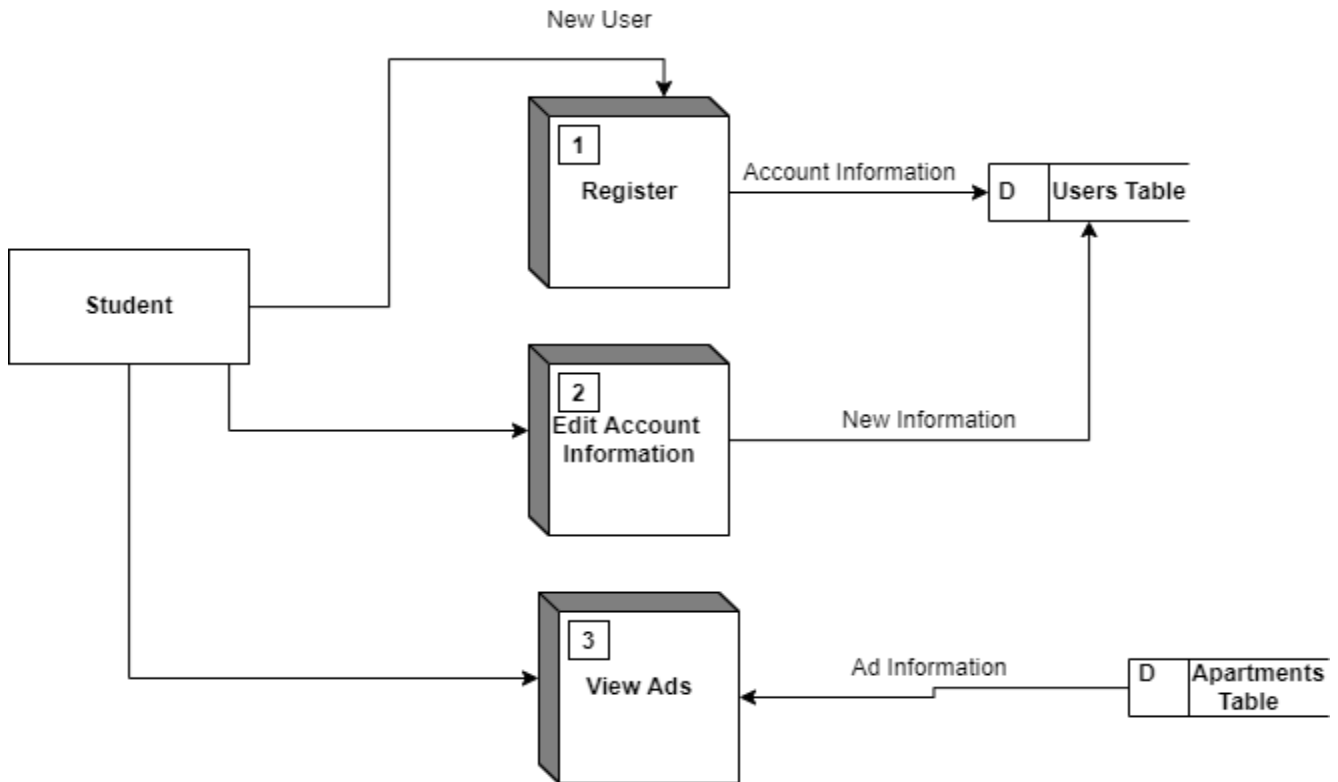 New User
1
Register
Account Information
D
Users Table
Student
2
Edit Account
Information
New Information
3
View Ads
Ad Information
D
Apartments
Table